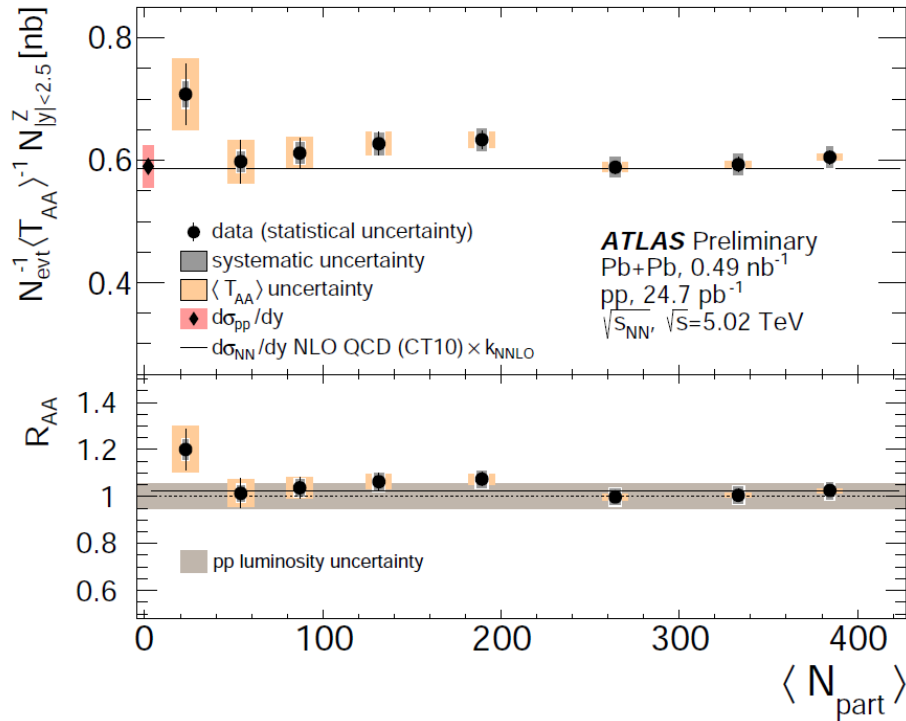 N_evt^-1 ⟨T_AA⟩^-1 N^Z_|y|<2.5 [nb]
0.8
0.6
0.4
data (statistical uncertainty)
systematic uncertainty
⟨T_AA⟩ uncertainty
dσ_pp/dy
dσ_NN/dy NLO QCD (CT10) × k_NNLO
ATLAS Preliminary
Pb+Pb, 0.49 nb^-1
pp, 24.7 pb^-1
√s_NN, √s=5.02 TeV
R_AA
1.4
1.2
1
0.8
0.6
pp luminosity uncertainty
0 100 200 300 400
⟨N_part⟩